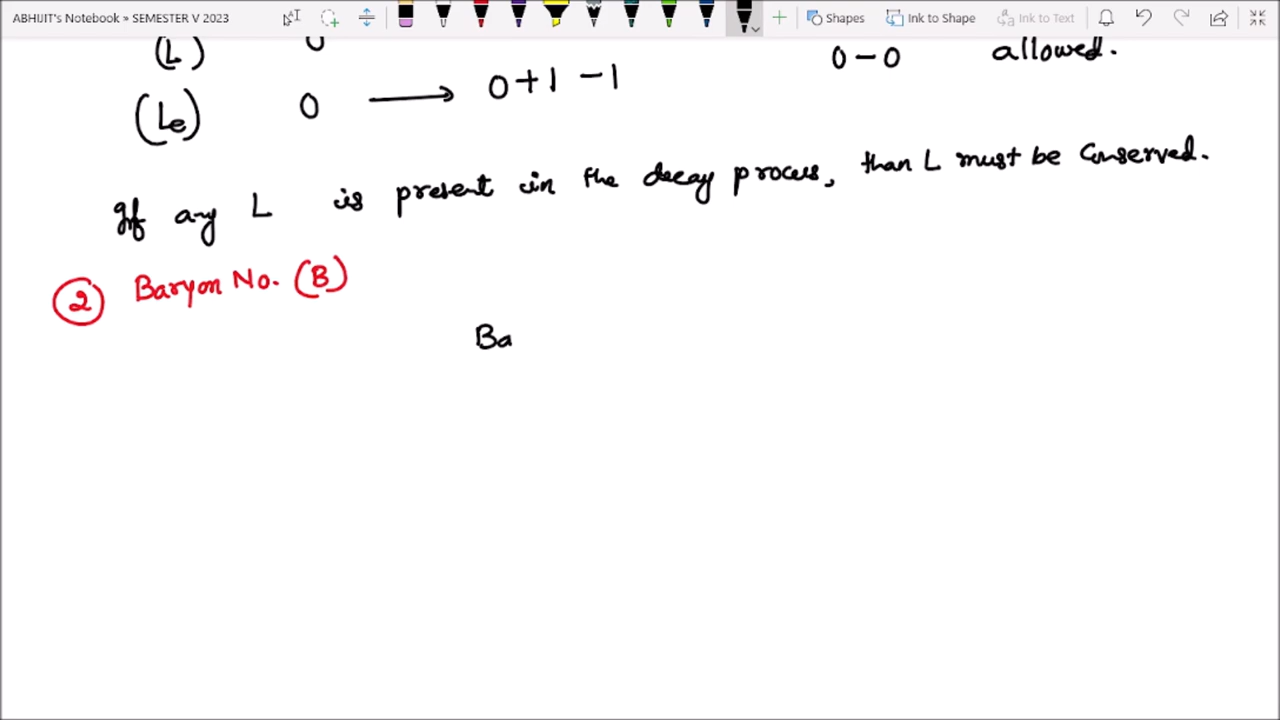 ABHIJIT's Notebook » SEMESTER V 2023
Shapes
Ink to Shape
Ink to Text
(L) 0 0-0 allowed.
(Le) 0 → 0+1-1
If any L is present in the decay process, than L must be conserved.
2 Baryon No. (B)
Ba